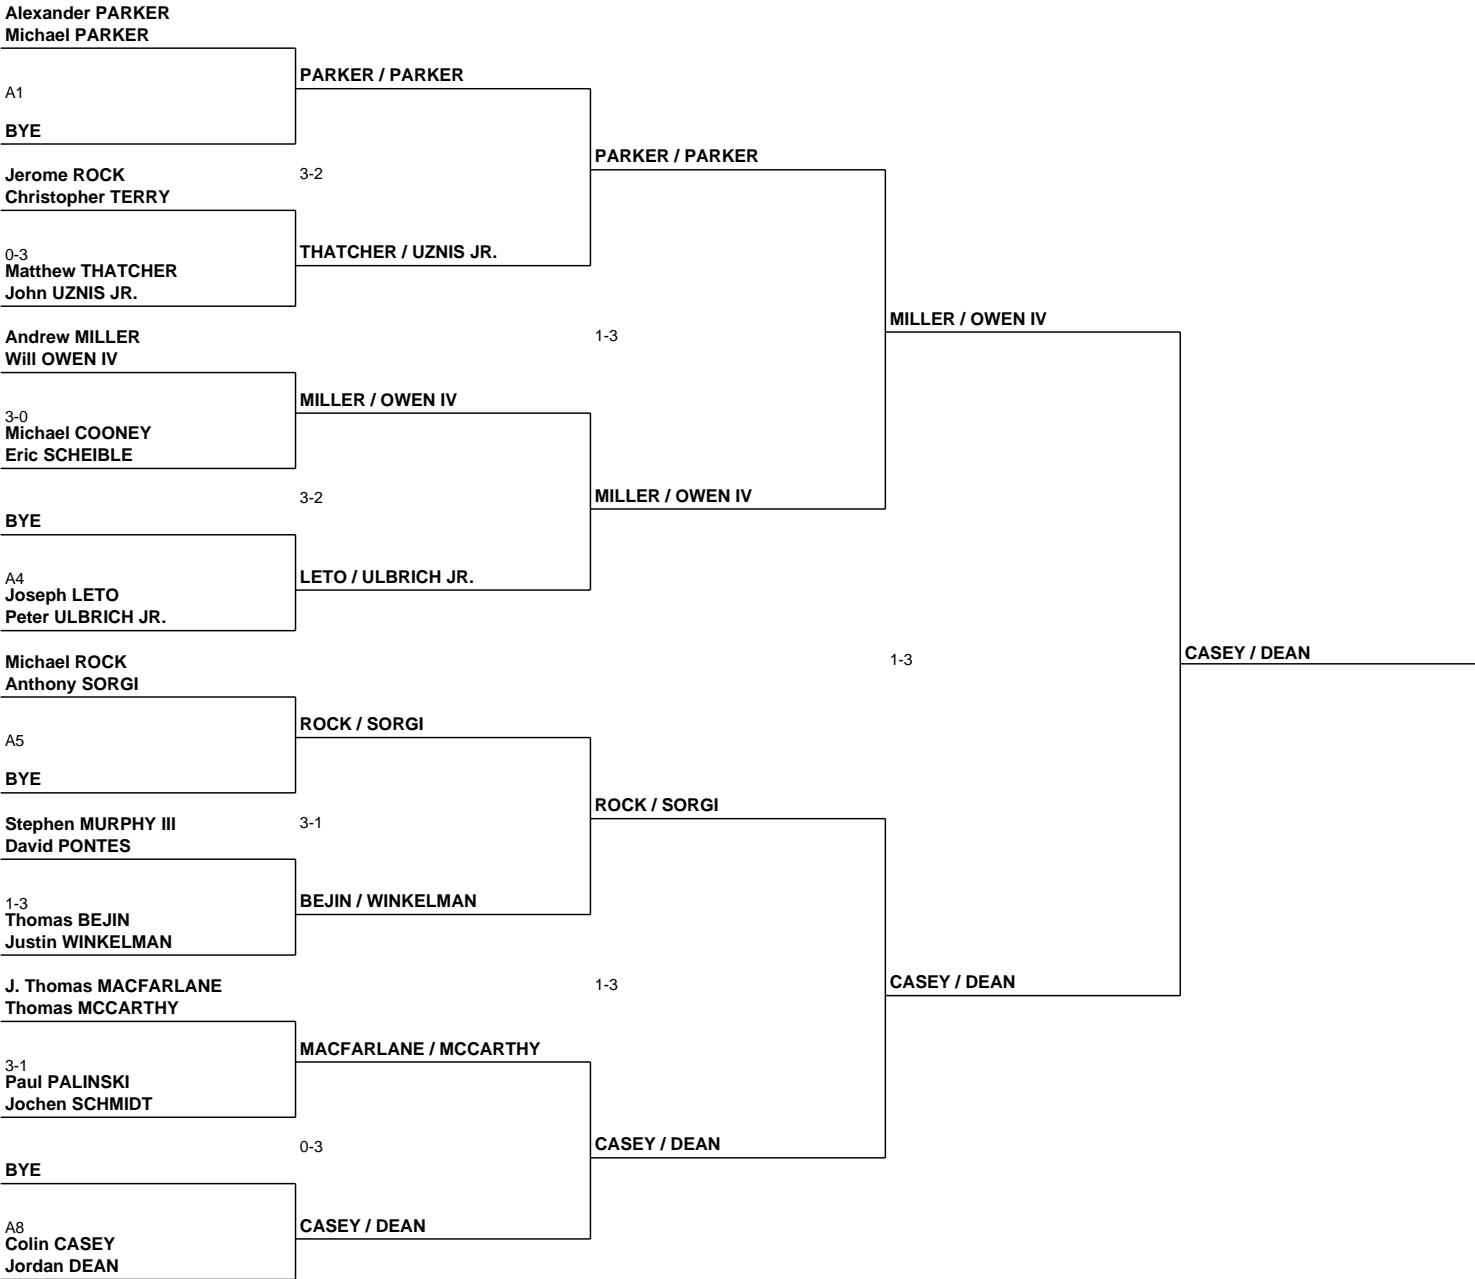 Alexander PARKER
Michael PARKER
A1
BYE
Jerome ROCK
Christopher TERRY
0-3
Matthew THATCHER
John UZNIS JR.
Andrew MILLER
Will OWEN IV
3-0
Michael COONEY
Eric SCHEIBLE
BYE
A4
Joseph LETO
Peter ULBRICH JR.
Michael ROCK
Anthony SORGI
A5
BYE
Stephen MURPHY III
David PONTES
1-3
Thomas BEJIN
Justin WINKELMAN
J. Thomas MACFARLANE
Thomas MCCARTHY
3-1
Paul PALINSKI
Jochen SCHMIDT
BYE
A8
Colin CASEY
Jordan DEAN
PARKER / PARKER
3-2
THATCHER / UZNIS JR.
MILLER / OWEN IV
3-2
LETO / ULBRICH JR.
ROCK / SORGI
3-1
BEJIN / WINKELMAN
MACFARLANE / MCCARTHY
0-3
CASEY / DEAN
PARKER / PARKER
1-3
MILLER / OWEN IV
ROCK / SORGI
1-3
CASEY / DEAN
MILLER / OWEN IV
1-3
CASEY / DEAN
CASEY / DEAN